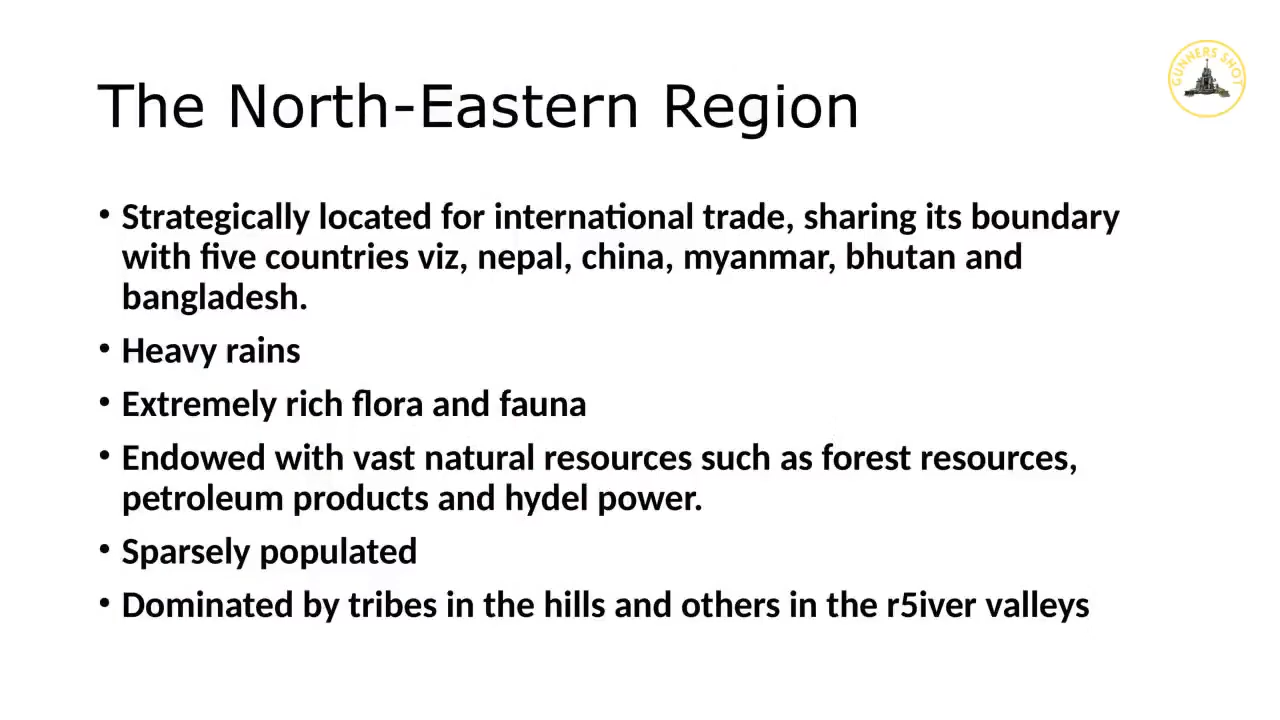 GUNNERS SHOT
The North-Eastern Region
• Strategically located for international trade, sharing its boundary
with five countries viz, nepal, china, myanmar, bhutan and
bangladesh.
• Heavy rains
• Extremely rich flora and fauna
• Endowed with vast natural resources such as forest resources,
petroleum products and hydel power.
• Sparsely populated
• Dominated by tribes in the hills and others in the r5iver valleys